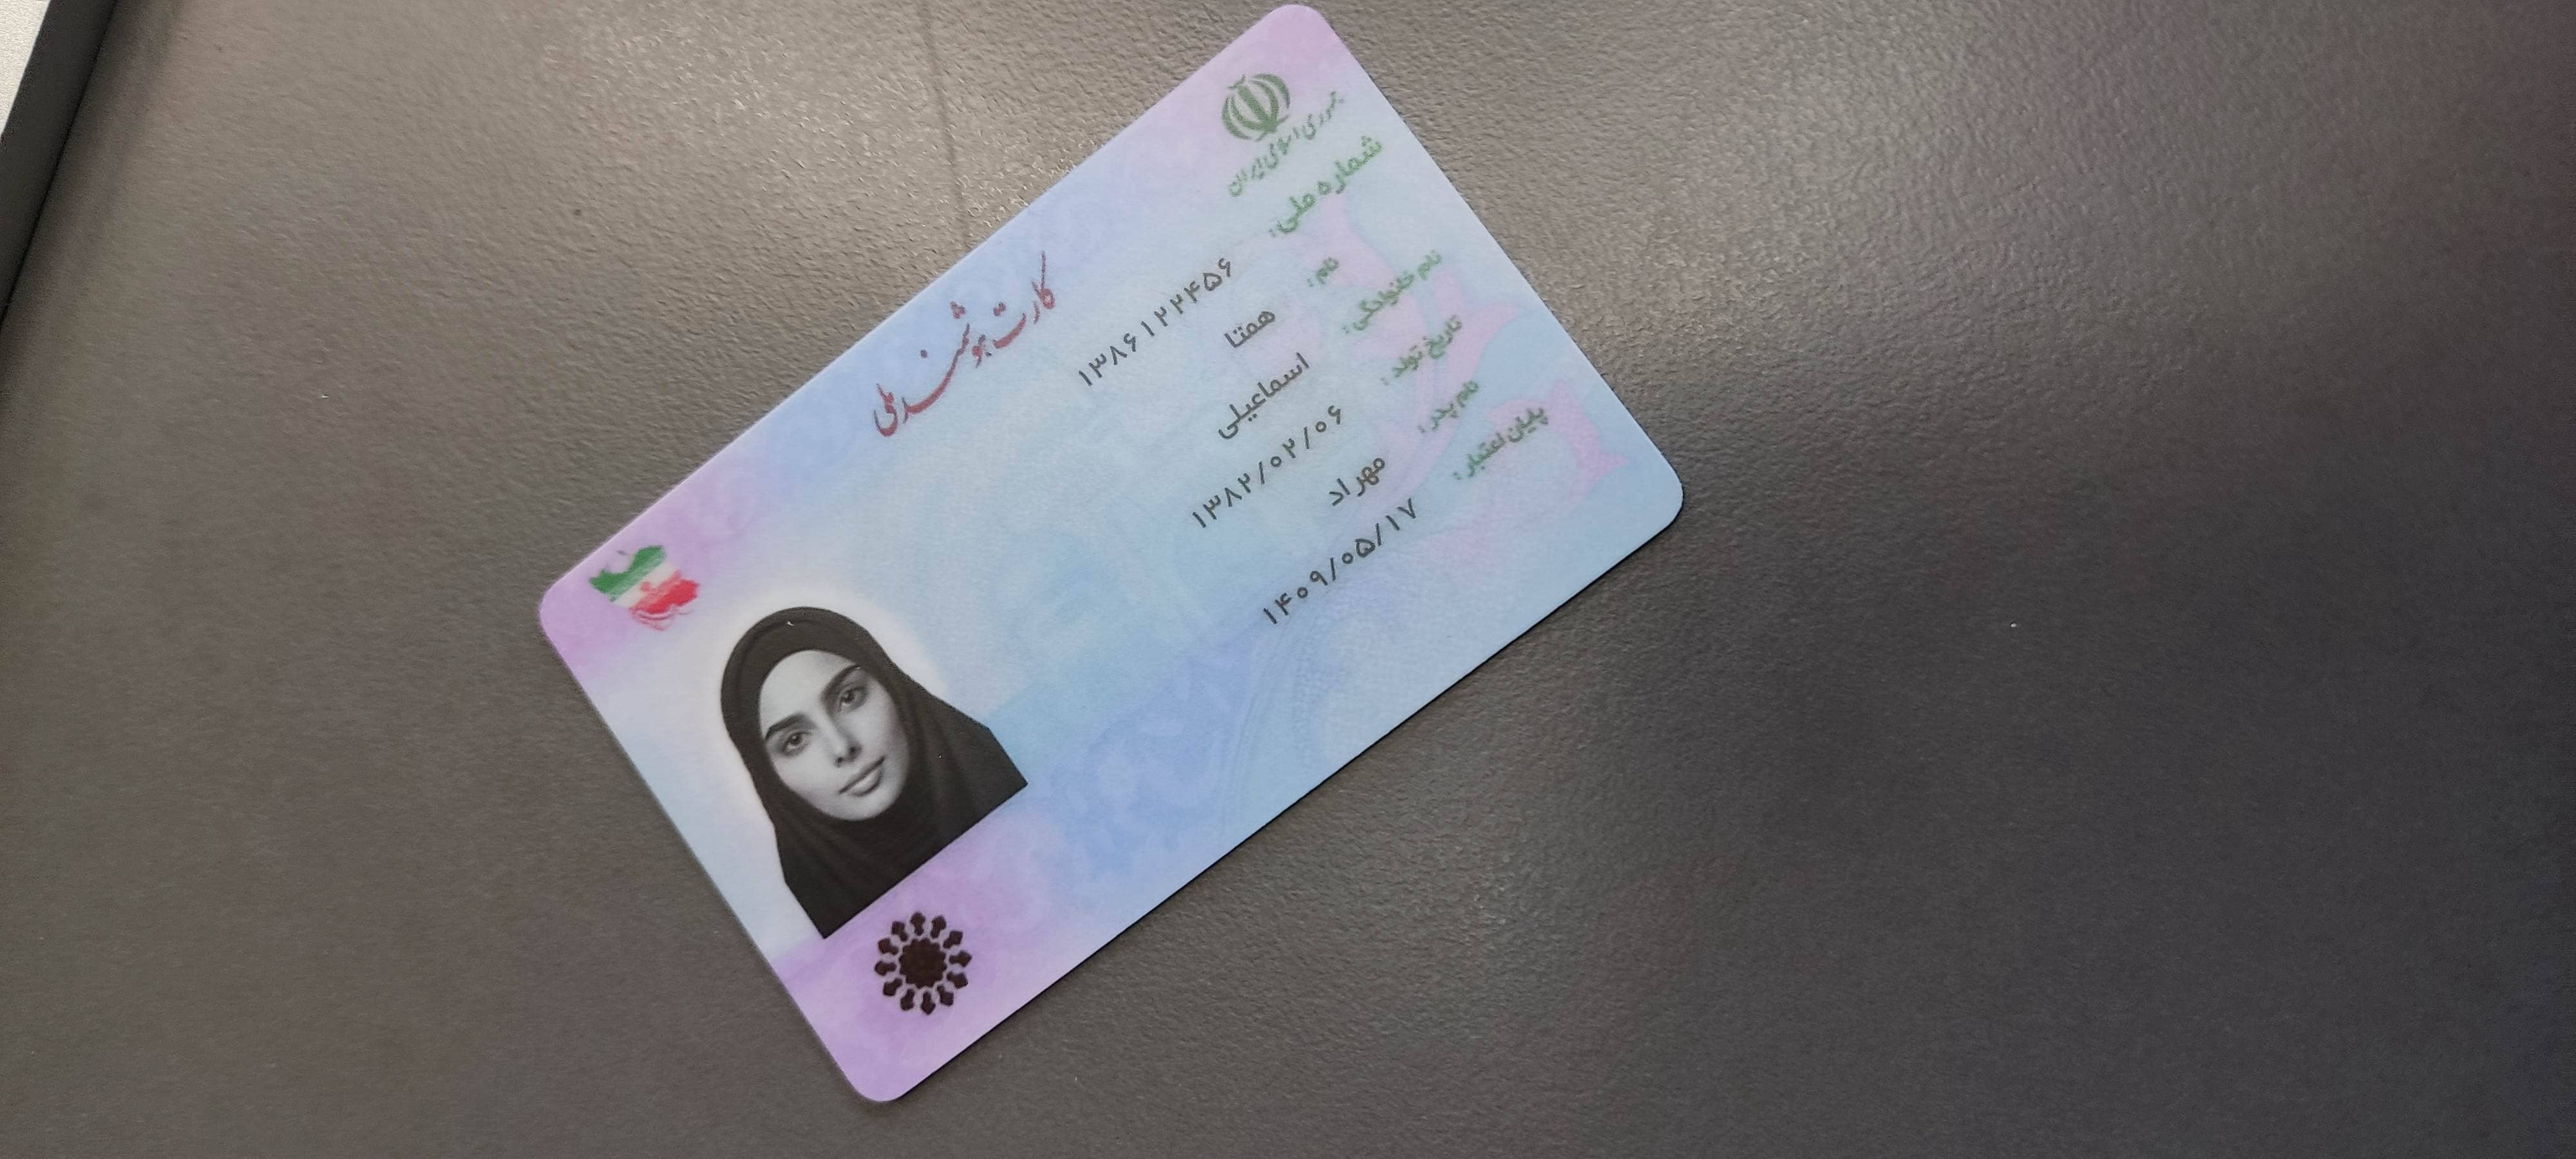 جمهوری اسلامی ایران
کارت هوشمند ملی
شماره ملی: ۱۳۸۶۱۲۲۴۵۶
نام: همتا
نام خانوادگی: اسماعیلی
تاریخ تولد: ۱۳۸۲/۰۲/۰۶
نام پدر: مهراد
پایان اعتبار: ۱۴۰۹/۰۵/۱۷